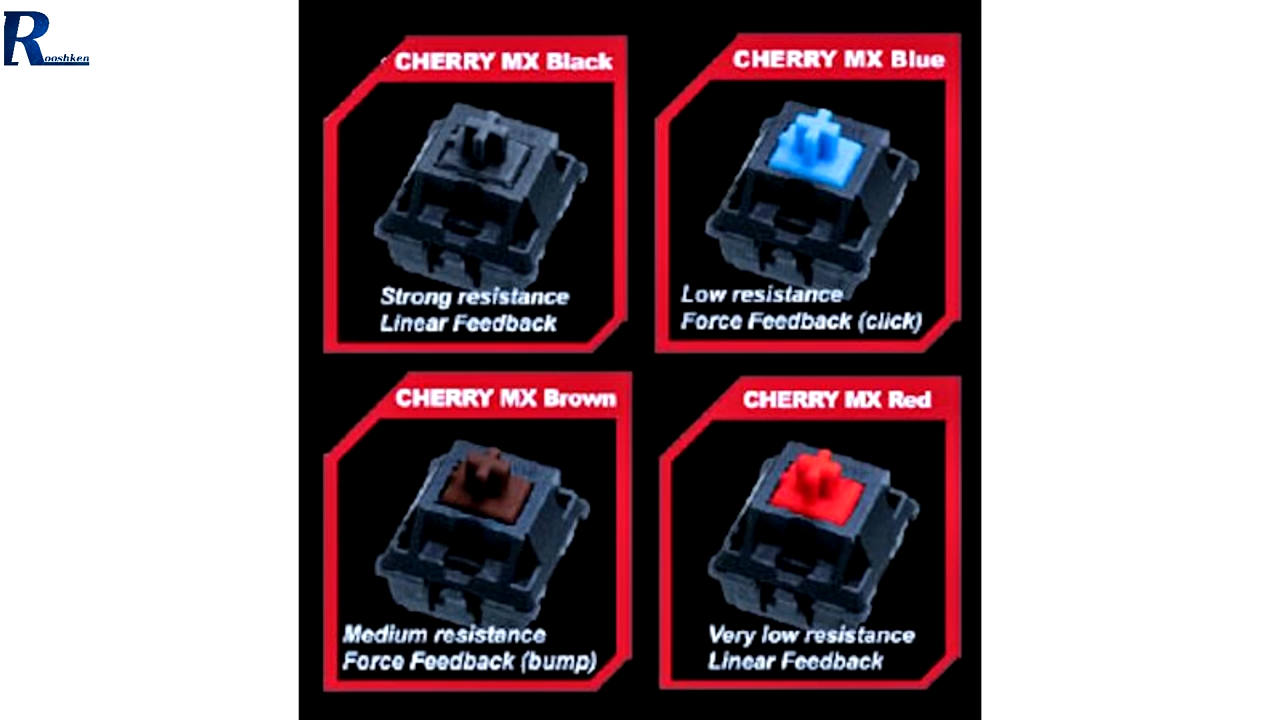 Rooshken
CHERRY MX Black
Strong resistance
Linear Feedback
CHERRY MX Blue
Low resistance
Force Feedback (click)
CHERRY MX Brown
Medium resistance
Force Feedback (bump)
CHERRY MX Red
Very low resistance
Linear Feedback